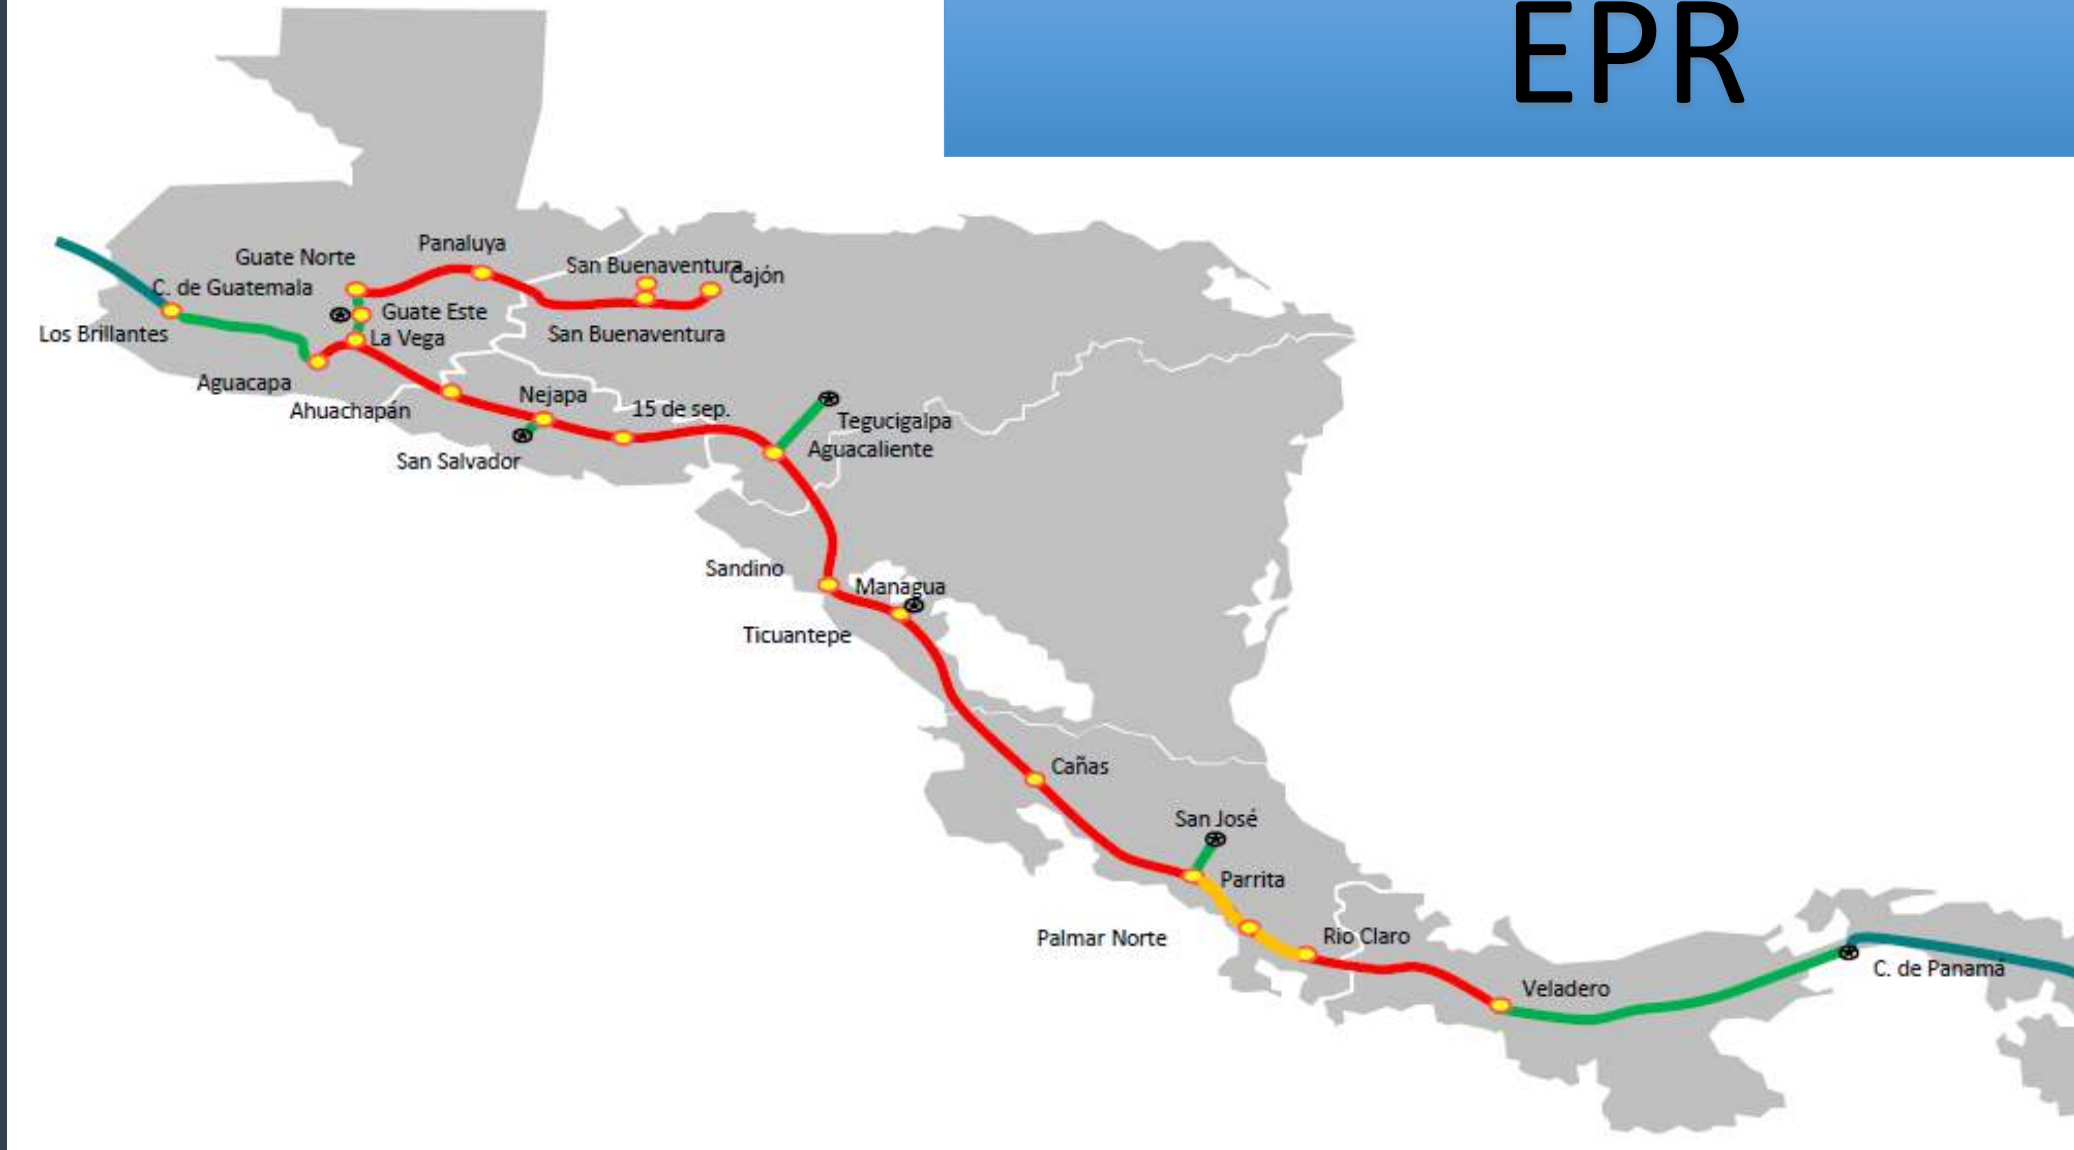 EPR
Panaluya
Guate Norte
San Buenaventura
Cajón
C. de Guatemala
Guate Este
Los Brillantes
La Vega
San Buenaventura
Aguacapa
Nejapa
Ahuachapán
15 de sep.
Tegucigalpa
Aguacaliente
San Salvador
Sandino
Managua
Ticuantepe
Cañas
San José
Parrita
Palmar Norte
Rio Claro
C. de Panamá
Veladero